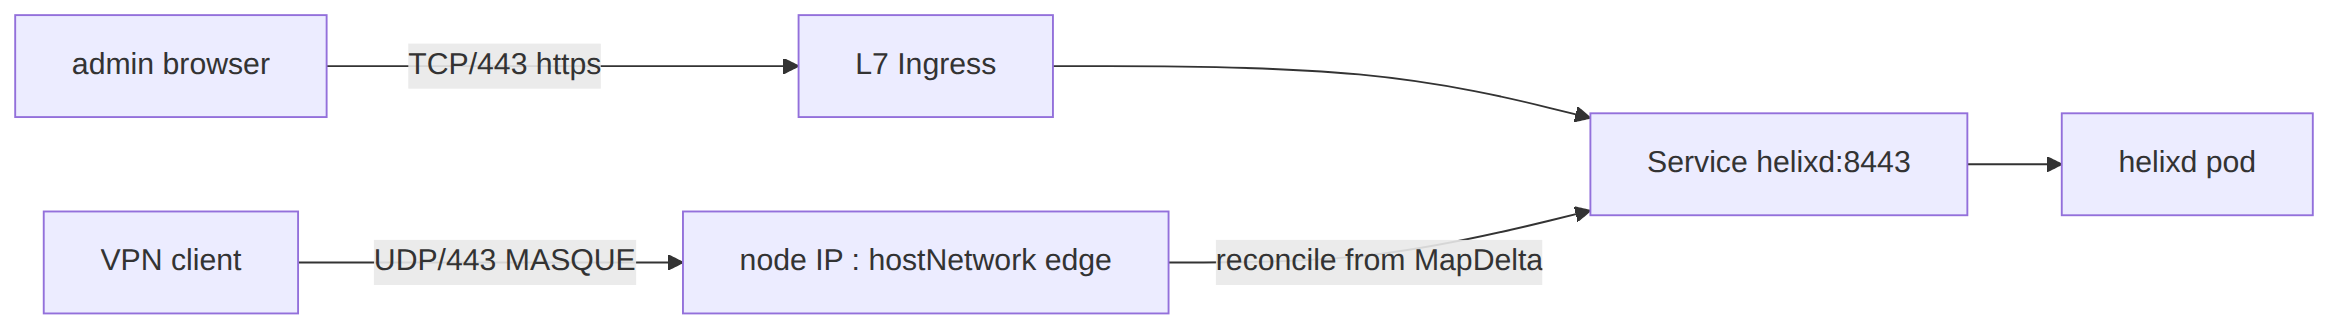 admin browser
TCP/443 https
L7 Ingress
Service helixd:8443
helixd pod
VPN client
UDP/443 MASQUE
node IP : hostNetwork edge
reconcile from MapDelta